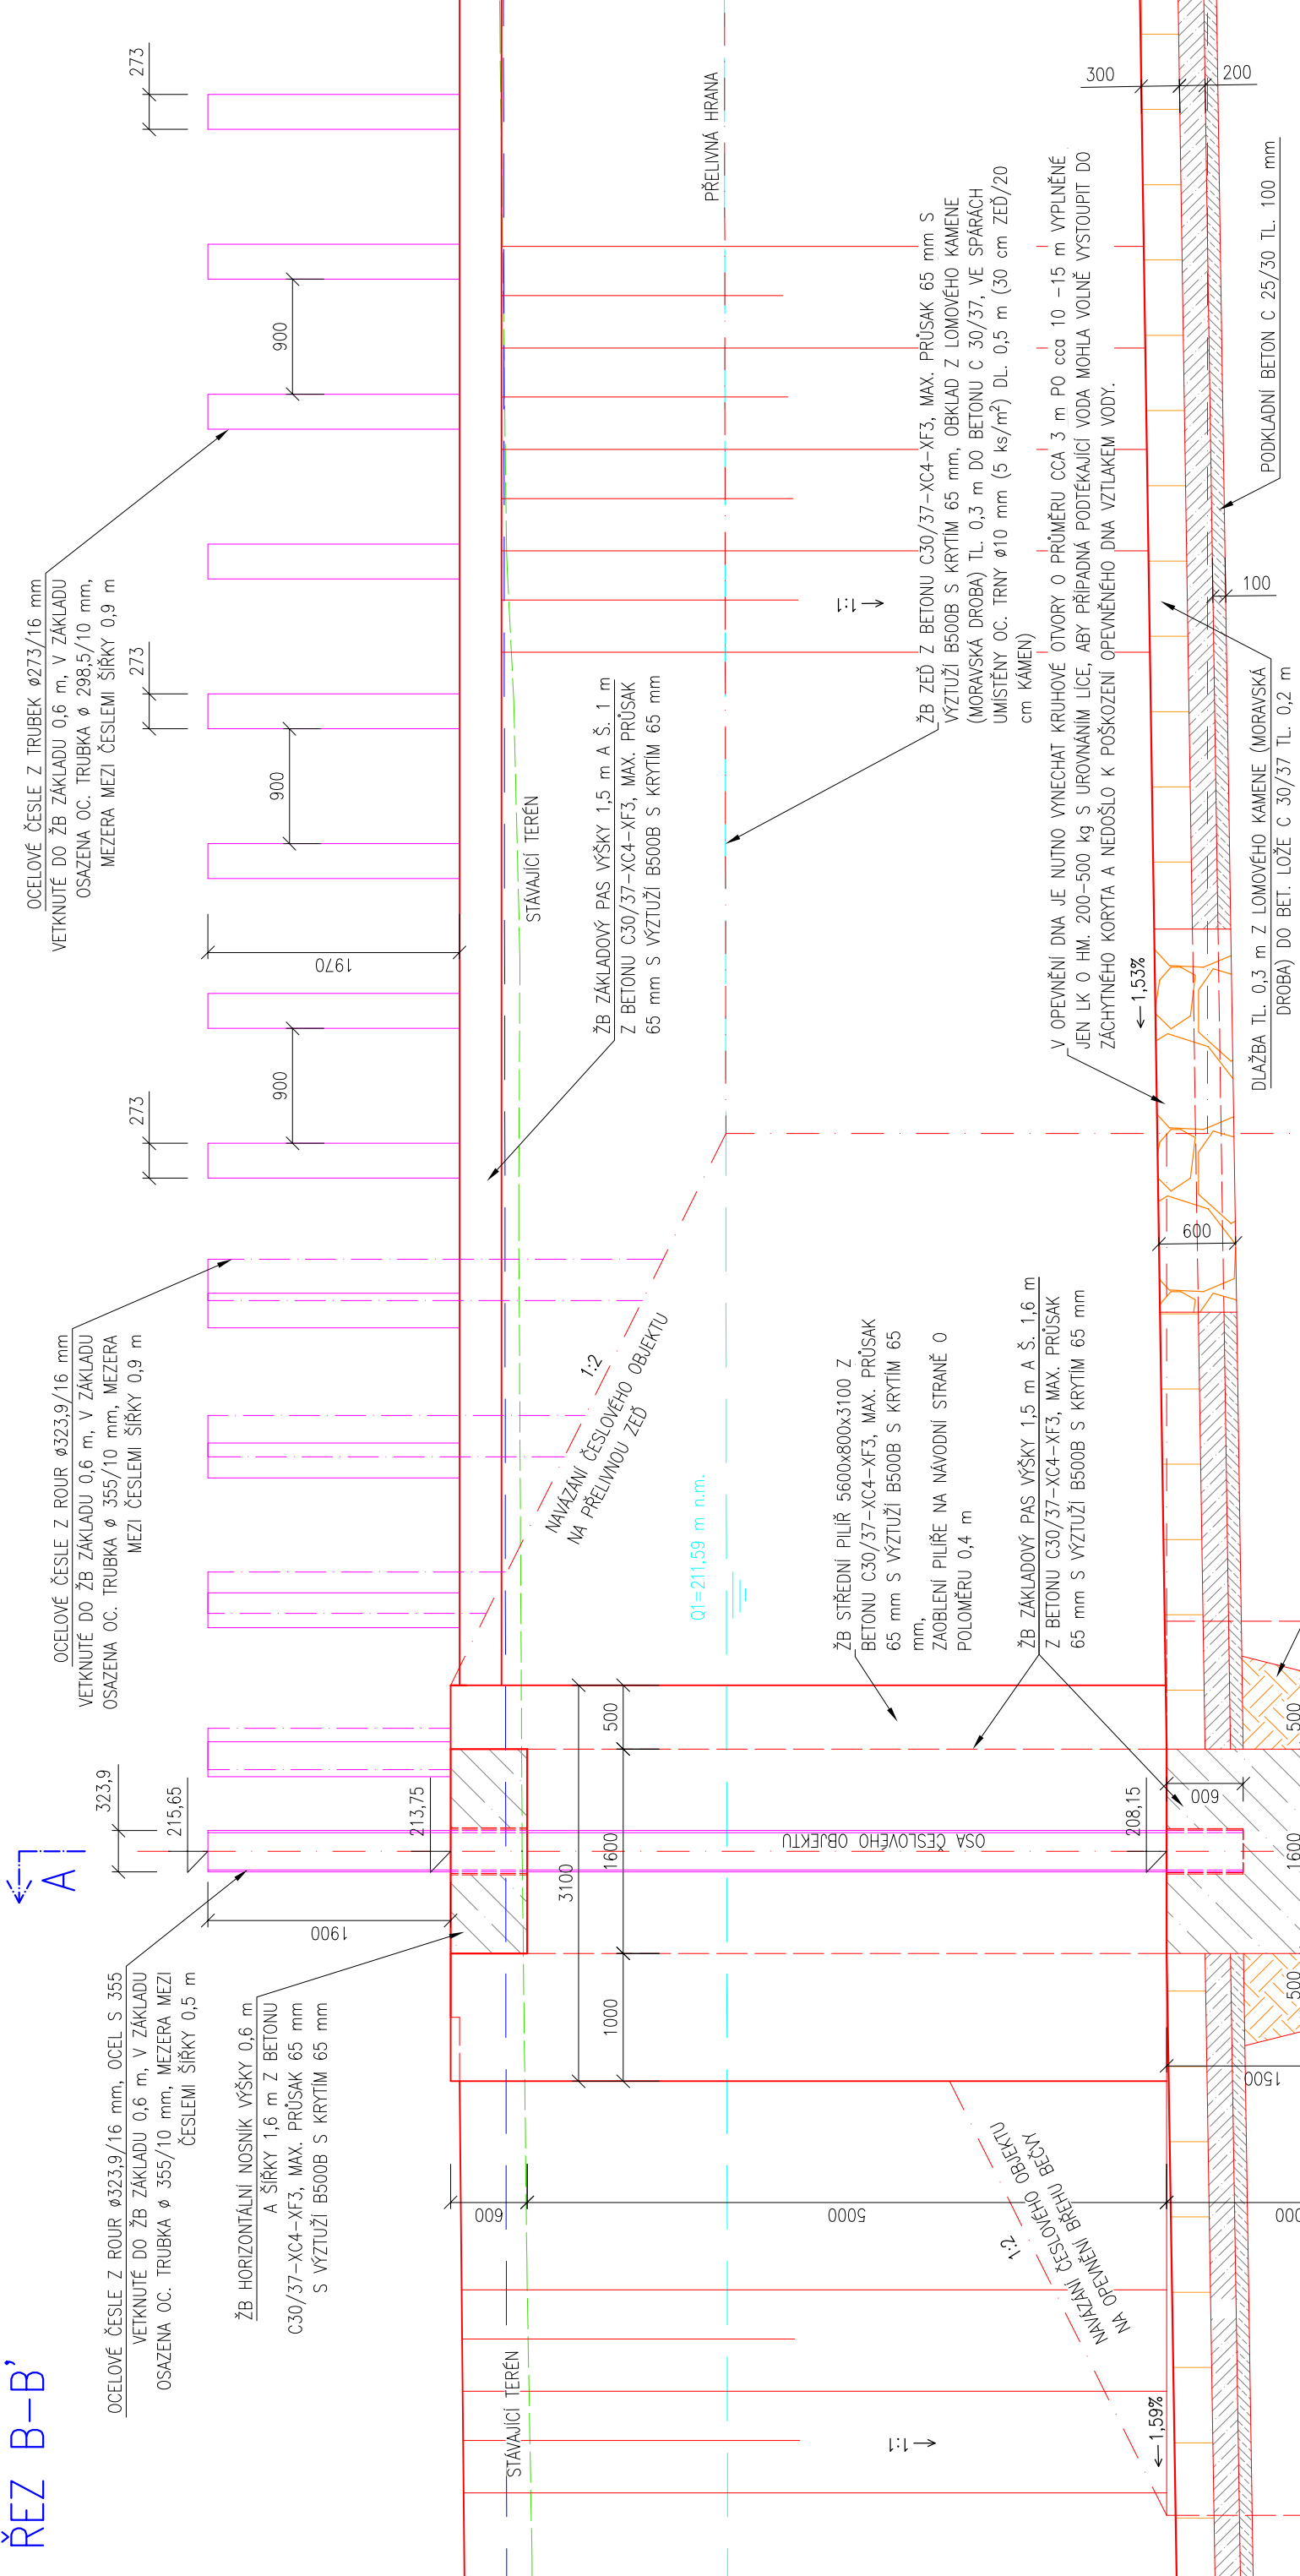 ŘEZ B-B'
A
OCELOVÉ ČESLE Z ROUR ø323,9/16 mm, OCEL S 355
VETKNUTÉ DO ŽB ZÁKLADU 0,6 m, V ZÁKLADU
OSAZENA OC. TRUBKA ø 355/10 mm, MEZERA MEZI
ČESLEMI ŠÍŘKY 0,5 m
ŽB HORIZONTÁLNÍ NOSNÍK VÝŠKY 0,6 m
A ŠÍŘKY 1,6 m Z BETONU
C30/37-XC4-XF3, MAX. PRŮSAK 65 mm
S VÝZTUŽÍ B500B S KRYTÍM 65 mm
323,9
215,65
1900
213,75
OCELOVÉ ČESLE Z ROUR ø323,9/16 mm
VETKNUTÉ DO ŽB ZÁKLADU 0,6 m, V ZÁKLADU
OSAZENA OC. TRUBKA ø 355/10 mm, MEZERA
MEZI ČESLEMI ŠÍŘKY 0,9 m
OCELOVÉ ČESLE Z TRUBEK ø273/16 mm
VETKNUTÉ DO ŽB ZÁKLADU 0,6 m, V ZÁKLADU
OSAZENA OC. TRUBKA ø 298,5/10 mm,
MEZERA MEZI ČESLEMI ŠÍŘKY 0,9 m
273
273
273
900
900
900
1970
STÁVAJÍCÍ TERÉN
STÁVAJÍCÍ TERÉN
ŽB ZÁKLADOVÝ PAS VÝŠKY 1,5 m A Š. 1 m
Z BETONU C30/37-XC4-XF3, MAX. PRŮSAK
65 mm S VÝZTUŽÍ B500B S KRYTÍM 65 mm
1:2
NAVÁZÁNÍ ČESLOVÉHO OBJEKTU
NA PŘELIVNOU ZEĎ
PŘELIVNÁ HRANA
Q1=211,59 m n.m.
1000
1600
500
3100
600
5000
OSA ČESLOVÉHO OBJEKTU
1:1
1:1
ŽB STŘEDNÍ PILÍŘ 5600x800x3100 Z
BETONU C30/37-XC4-XF3, MAX. PRŮSAK
65 mm S VÝZTUŽÍ B500B S KRYTÍM 65
mm,
ZAOBLENÍ PILÍŘE NA NÁVODNÍ STRANĚ O
POLOMĚRU 0,4 m
ŽB ZEĎ Z BETONU C30/37-XC4-XF3, MAX. PRŮSAK 65 mm S
VÝZTUŽÍ B500B S KRYTÍM 65 mm, OBKLAD Z LOMOVÉHO KAMENE
(MORAVSKÁ DROBA) TL. 0,3 m DO BETONU C 30/37, VE SPÁRÁCH
UMÍSTĚNY OC. TRNY ø10 mm (5 ks/m²) DL. 0,5 m (30 cm ZEĎ/20
cm KÁMEN)
ŽB ZÁKLADOVÝ PAS VÝŠKY 1,5 m A Š. 1,6 m
Z BETONU C30/37-XC4-XF3, MAX. PRŮSAK
65 mm S VÝZTUŽÍ B500B S KRYTÍM 65 mm
V OPEVNĚNÍ DNA JE NUTNO VYNECHAT KRUHOVÉ OTVORY O PRŮMĚRU CCA 3 m PO cca 10 -15 m VYPLNĚNÉ
JEN LK O HM. 200-500 kg S UROVNÁNÍM LÍCE, ABY PŘÍPADNÁ PODTÉKAJÍCÍ VODA MOHLA VOLNĚ VYSTOUPIT DO
ZÁCHYTNÉHO KORYTA A NEDOŠLO K POŠKOZENÍ OPEVNĚNÉHO DNA VZTLAKEM VODY.
1:2
NAVÁZÁNÍ ČESLOVÉHO OBJEKTU
NA OPEVNĚNÍ BŘEHU BEČVY
1,59%
1,53%
208,15
600
600
300
200
100
DLAŽBA TL. 0,3 m Z LOMOVÉHO KAMENE (MORAVSKÁ
DROBA) DO BET. LOŽE C 30/37 TL. 0,2 m
PODKLADNÍ BETON C 25/30 TL. 100 mm
1500
500
1600
500